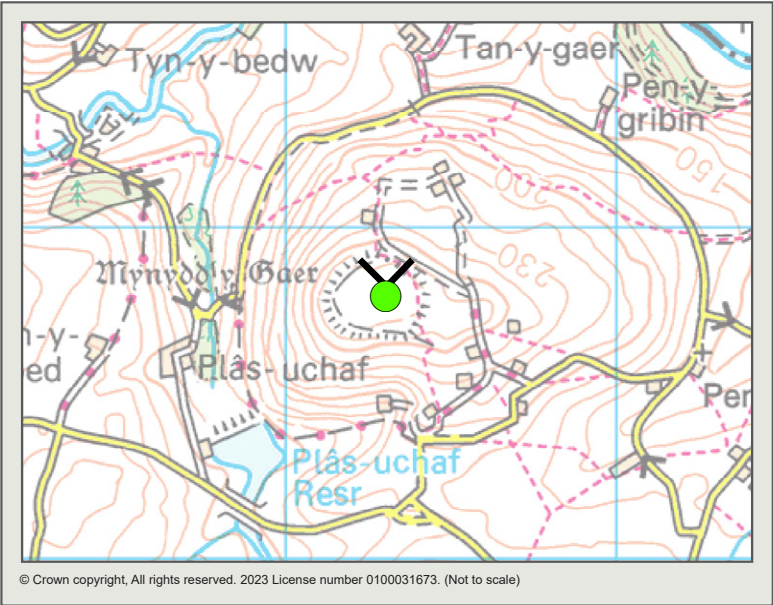 Tyn-y-bedw
Tan-y-gaer
Pen-y-
gribin
150
200
Mynydd y Gaer
230
n-y-
ed
Plâs-uchaf
Per
Plâs-uchaf
Resr
© Crown copyright, All rights reserved. 2023 License number 0100031673. (Not to scale)